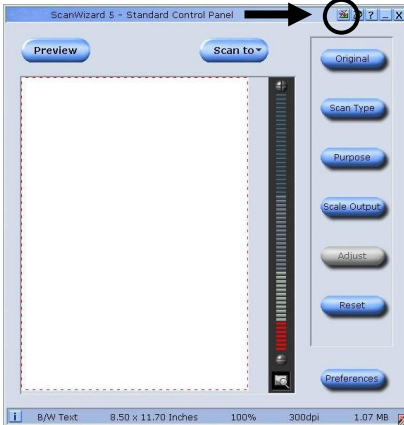 ScanWizard 5 - Standard Control Panel
? _ X
Preview
Scan to
Original
Scan Type
Purpose
Scale Output
Adjust
Reset
Preferences
i B/W Text 8.50 x 11.70 Inches 100% 300dpi 1.07 MB